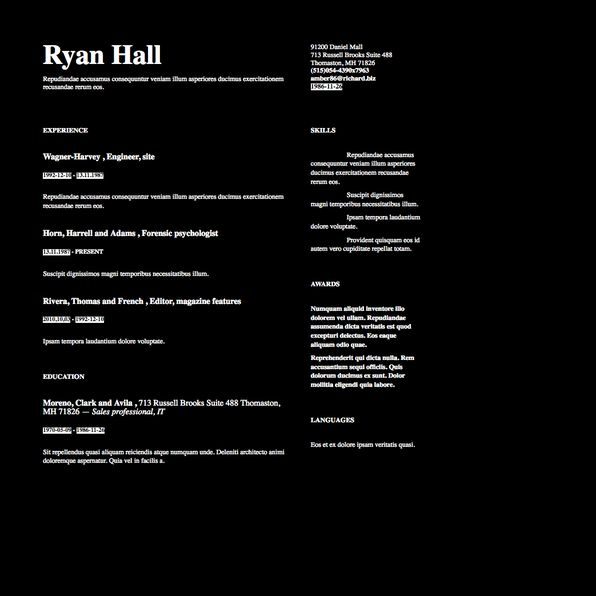 Ryan Hall
Repudiandae accusamus consequuntur veniam illum asperiores ducimus exercitationem
recusandae rerum eos.
91200 Daniel Mall
713 Russell Brooks Suite 488
Thomaston, MH 71826
(515)054-4390x7963
amber86@richard.biz
1986-11-26
EXPERIENCE
Wagner-Harvey , Engineer, site
1992-12-10 - 13.11.1987
Repudiandae accusamus consequuntur veniam illum asperiores ducimus exercitationem
recusandae rerum eos.
Horn, Harrell and Adams , Forensic psychologist
13.11.1987 - PRESENT
Suscipit dignissimos magni temporibus necessitatibus illum.
Rivera, Thomas and French , Editor, magazine features
2010.10.03 - 1992-12-10
Ipsam tempora laudantium dolore voluptate.
EDUCATION
Moreno, Clark and Avila , 713 Russell Brooks Suite 488 Thomaston,
MH 71826 — Sales professional, IT
1970-05-09 - 1986-11-26
Sit repellendus quasi aliquam reiciendis atque numquam unde. Deleniti architecto animi
doloremque aspernatur. Quia vel in facilis a.
SKILLS
Repudiandae accusamus
consequuntur veniam illum asperiores
ducimus exercitationem recusandae
rerum eos.
Suscipit dignissimos
magni temporibus necessitatibus illum.
Ipsam tempora laudantium
dolore voluptate.
Provident quisquam eos id
autem vero cupiditate repellat totam.
AWARDS
Numquam aliquid inventore illo
dolorem vel ullam. Repudiandae
assumenda dicta veritatis est quod
excepturi delectus. Eos eaque
aliquam odio quae.
Reprehenderit qui dicta nulla. Rem
accusantium sequi officiis. Quis
dolorum ducimus ex sunt. Dolor
mollitia eligendi quia labore.
LANGUAGES
Eos et ex dolore ipsam veritatis quasi.